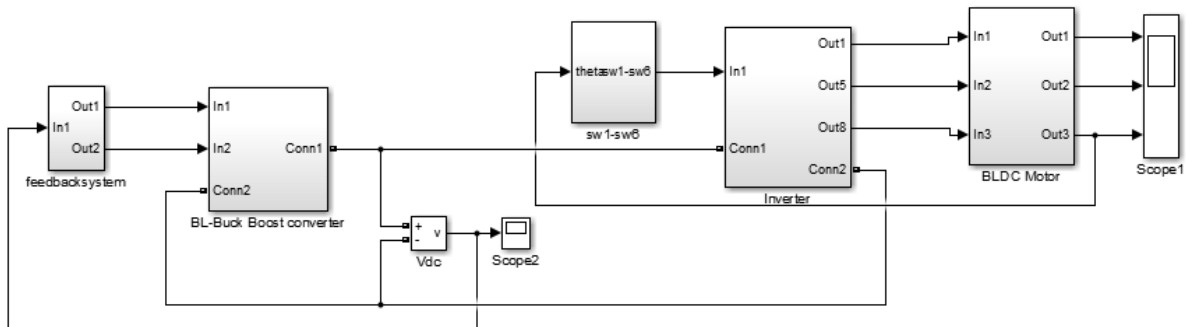 In1
Out1
Out2
feedbacksystem
In1
In2
Conn2
Conn1
BL-Buck Boost converter
+
-
v
Vdc
Scope2
thetasw1-sw6
sw1-sw6
In1
Conn1
Out1
Out5
Out8
Conn2
Inverter
In1
In2
In3
Out1
Out2
Out3
BLDC Motor
Scope1